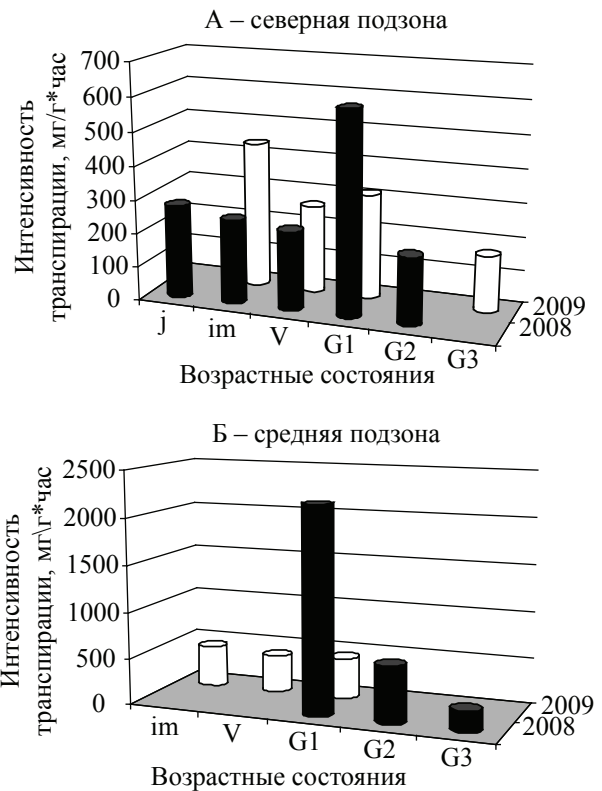 А – северная подзона
Интенсивность
транспирации, мг/г*час
700
600
500
400
300
200
100
0
j
im
V
G1
G2
G3
2009
2008
Возрастные состояния
Б – средняя подзона
Интенсивность
транспирации, мг\г*час
2500
2000
1500
1000
500
0
im
V
G1
G2
G3
2009
2008
Возрастные состояния